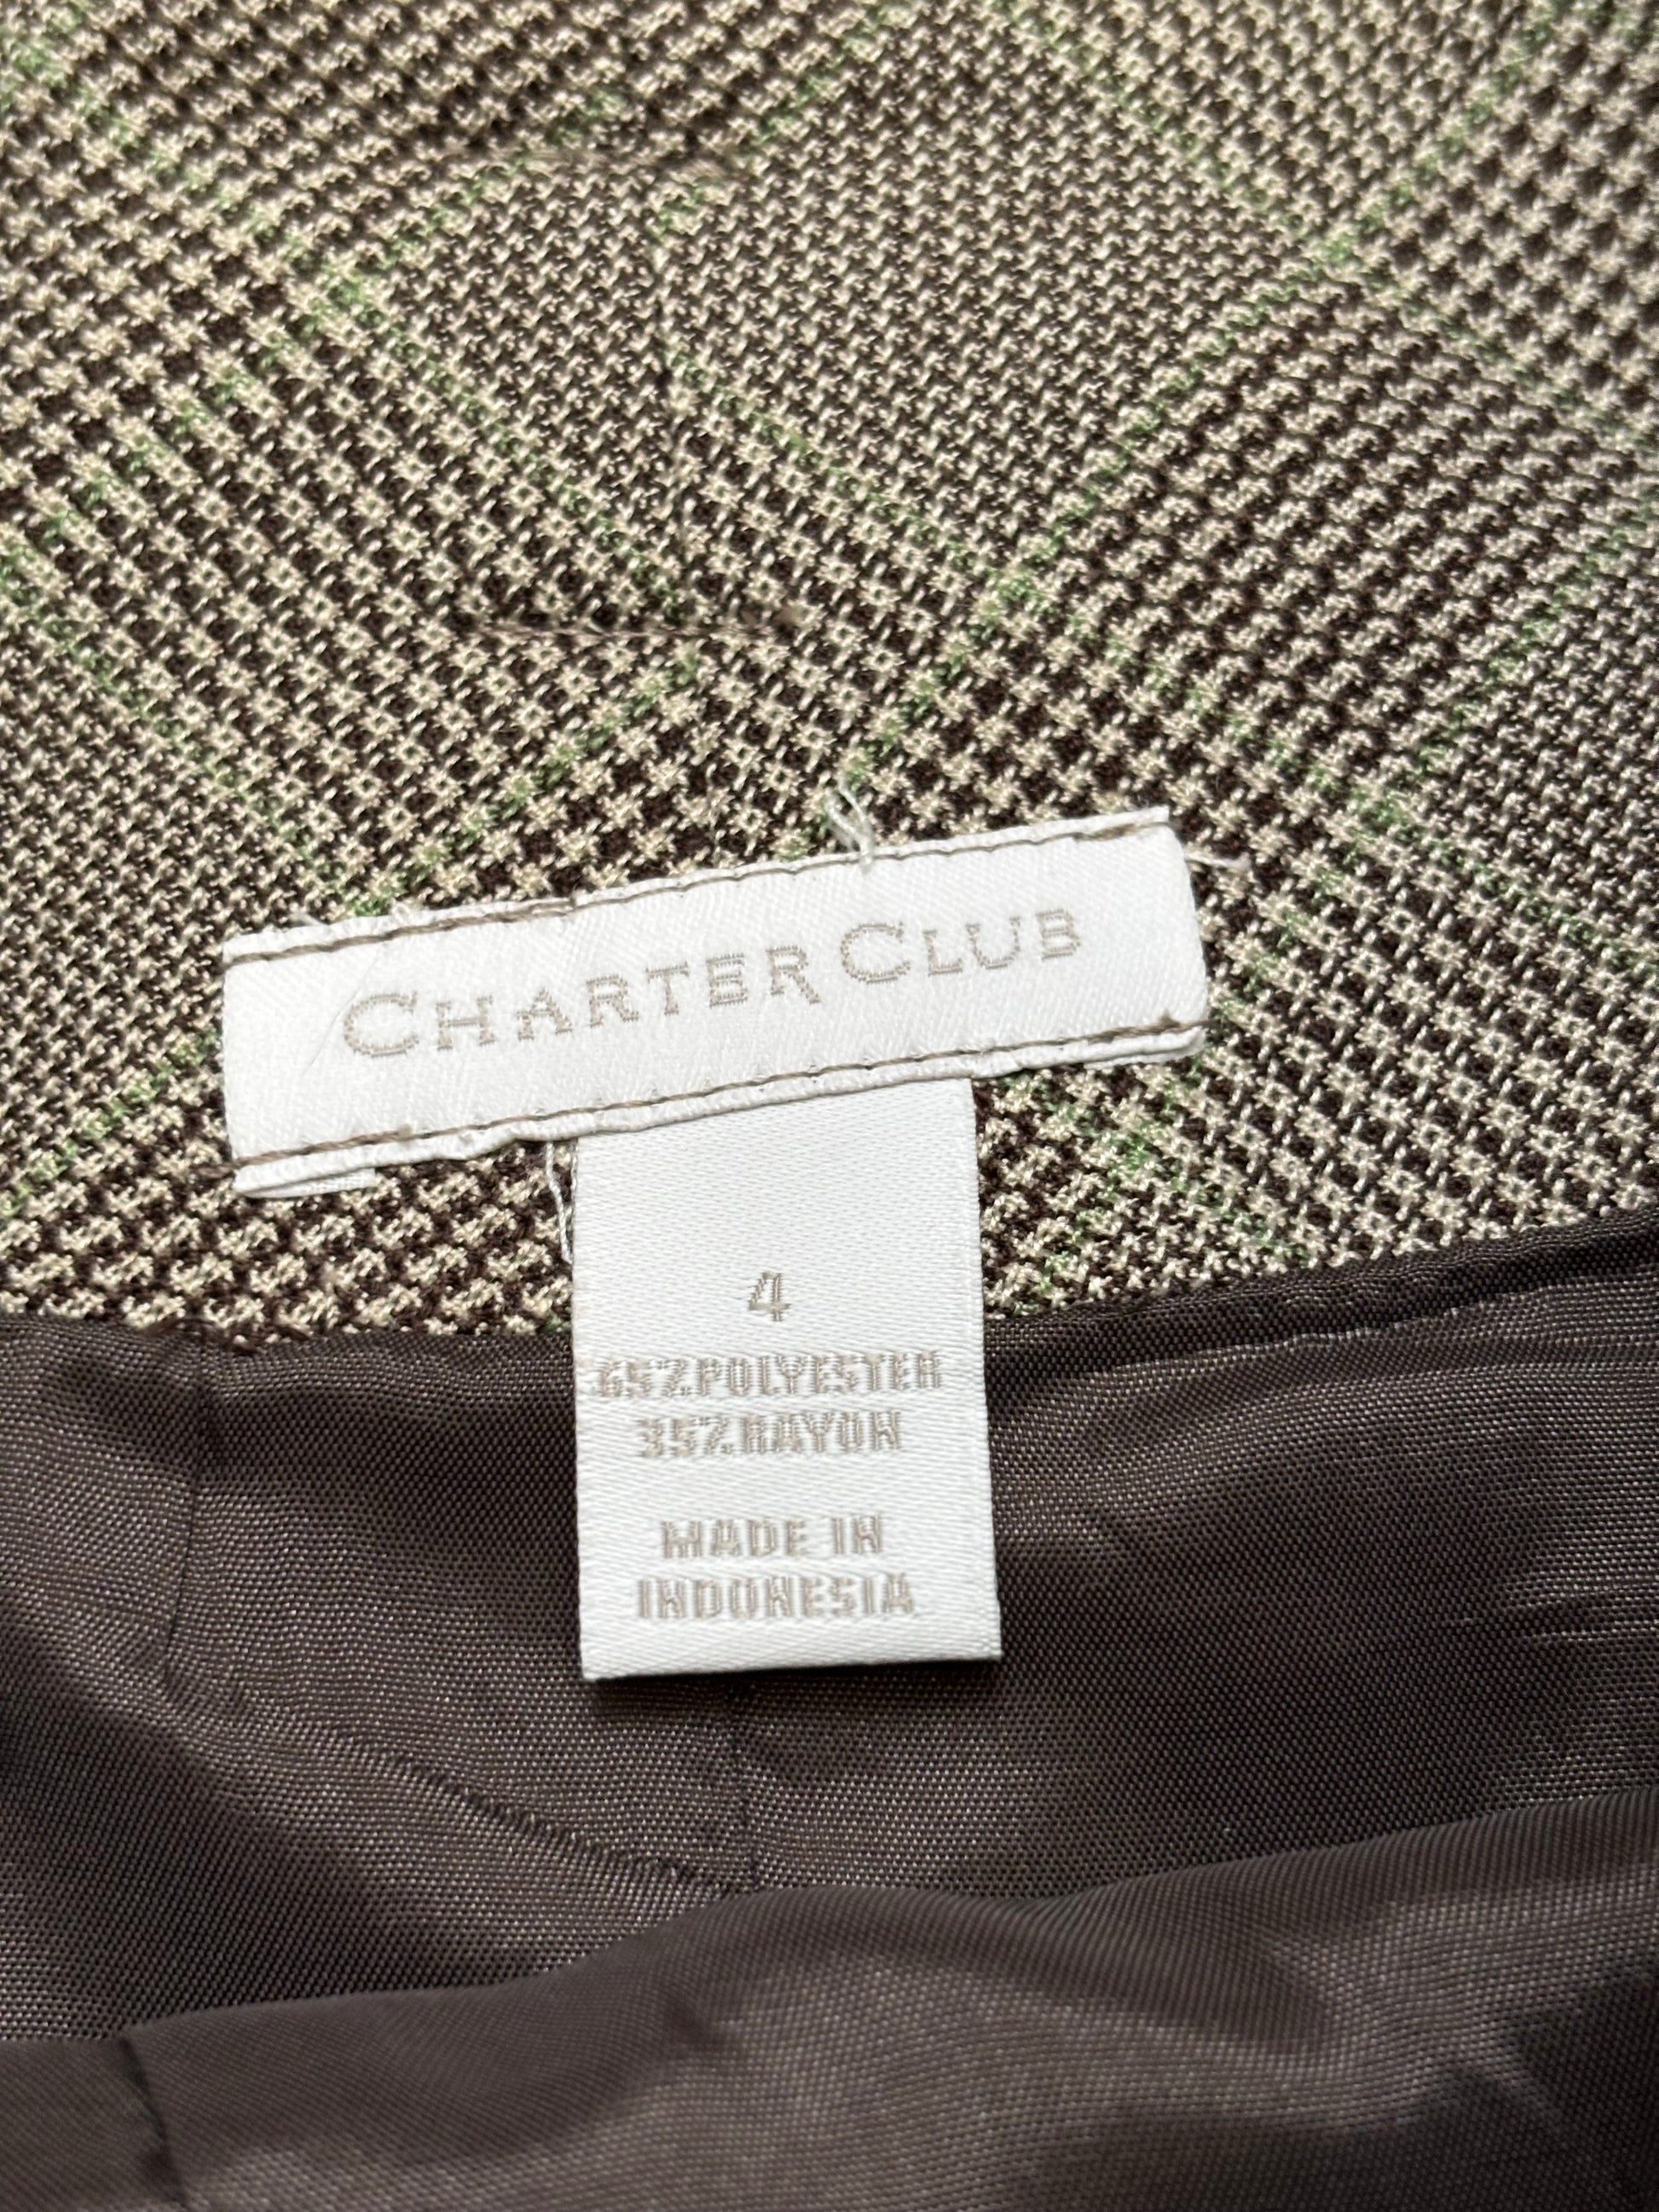 CHARTER CLUB
4
65% POLYESTER
35% RAYON
MADE IN
INDONESIA